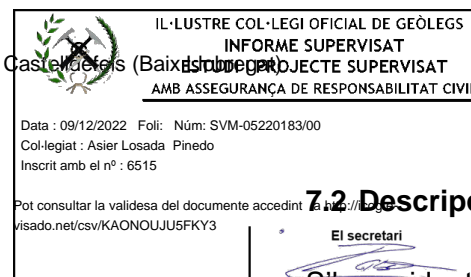 IL·LUSTRE COL·LEGI OFICIAL DE GEÒLEGS
INFORME SUPERVISAT
Castelldefels (Baix Llobregat).
ESTUDI O PROJECTE SUPERVISAT
AMB ASSEGURANÇA DE RESPONSABILITAT CIVI
Data : 09/12/2022 Foli: Núm: SVM-05220183/00
Col·legiat : Asier Losada Pinedo
Inscrit amb el nº : 6515
Pot consultar la validesa del documente accedint a http://icog.e-
visado.net/csv/KAONOUJU5FKY3
7.2 Descripc
El secretari